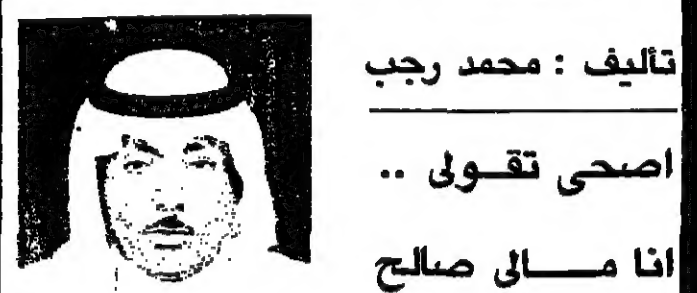 تأليف : محمد رجب
اصحى تقولى ..
انا مالى صالح